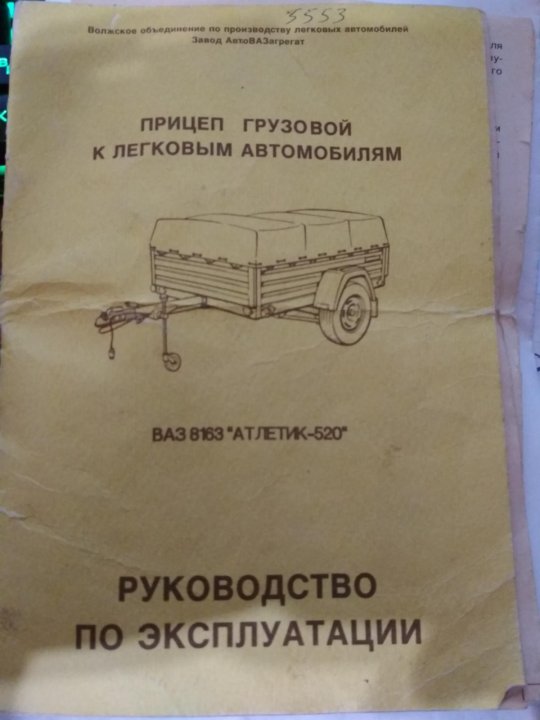 5553
Волжское объединение по производству легковых автомобилей
Завод АвтоВАЗагрегат
ПРИЦЕП ГРУЗОВОЙ
К ЛЕГКОВЫМ АВТОМОБИЛЯМ
ВАЗ 8163 "АТЛЕТИК-520"
РУКОВОДСТВО
ПО ЭКСПЛУАТАЦИИ